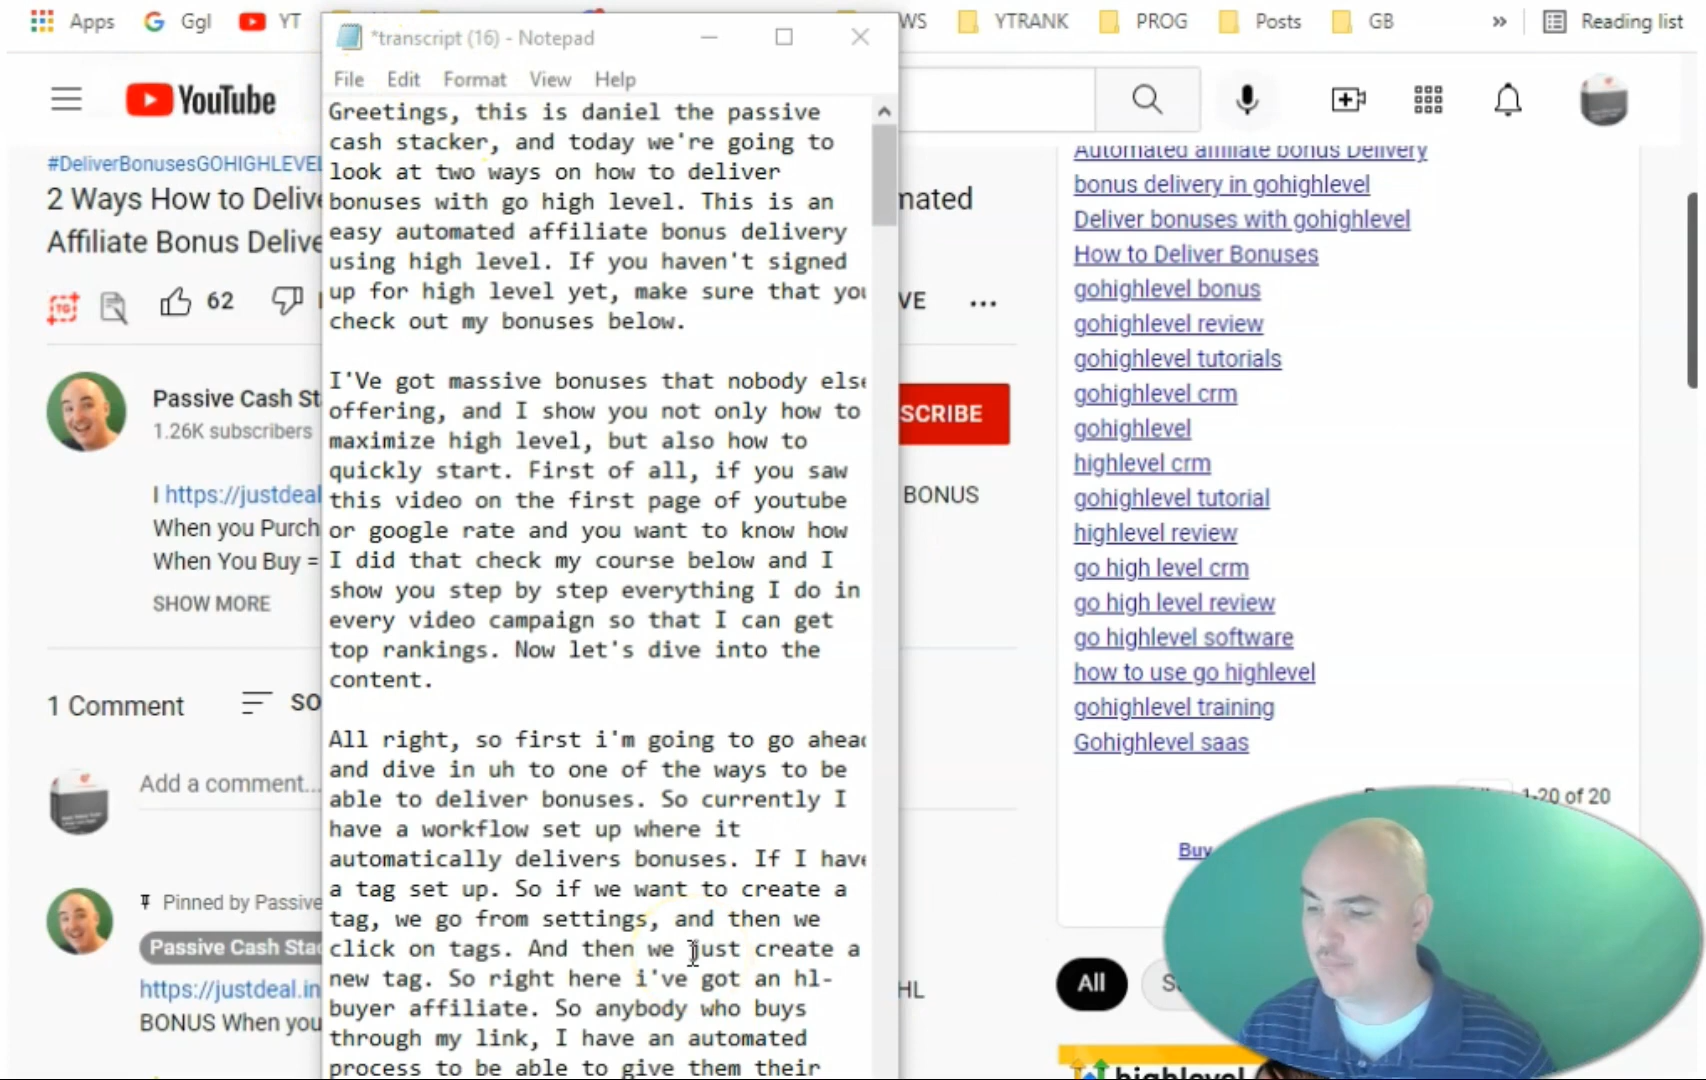 Apps
Ggl
YT
WS
YTRANK
PROG
Posts
GB
»
Reading list
*transcript (16) - Notepad
File Edit Format View Help
YouTube
#DeliverBonusesGOHIGHLEVEL
2 Ways How to Delive
mated
Affiliate Bonus Delive
62
VE
...
Passive Cash St
1.26K subscribers
SCRIBE
I https://justdeal
BONUS
When you Purch
When You Buy =
SHOW MORE
1 Comment
SO
Add a comment...
Pinned by Passive
Passive Cash Stac
https://justdeal.in
HL
BONUS When you
Greetings, this is daniel the passive
cash stacker, and today we're going to
look at two ways on how to deliver
bonuses with go high level. This is an
easy automated affiliate bonus delivery
using high level. If you haven't signed
up for high level yet, make sure that you
check out my bonuses below.
I'Ve got massive bonuses that nobody else
offering, and I show you not only how to
maximize high level, but also how to
quickly start. First of all, if you saw
this video on the first page of youtube
or google rate and you want to know how
I did that check my course below and I
show you step by step everything I do in
every video campaign so that I can get
top rankings. Now let's dive into the
content.
All right, so first i'm going to go ahead
and dive in uh to one of the ways to be
able to deliver bonuses. So currently I
have a workflow set up where it
automatically delivers bonuses. If I have
a tag set up. So if we want to create a
tag, we go from settings, and then we
click on tags. And then we just create a
new tag. So right here i've got an hl-
buyer affiliate. So anybody who buys
through my link, I have an automated
process to be able to give them their
Automated affiliate bonus Delivery
bonus delivery in gohighlevel
Deliver bonuses with gohighlevel
How to Deliver Bonuses
gohighlevel bonus
gohighlevel review
gohighlevel tutorials
gohighlevel crm
gohighlevel
highlevel crm
gohighlevel tutorial
highlevel review
go high level crm
go high level review
go highlevel software
how to use go highlevel
gohighlevel training
Gohighlevel saas
1-20 of 20
Buy
All
highlevel